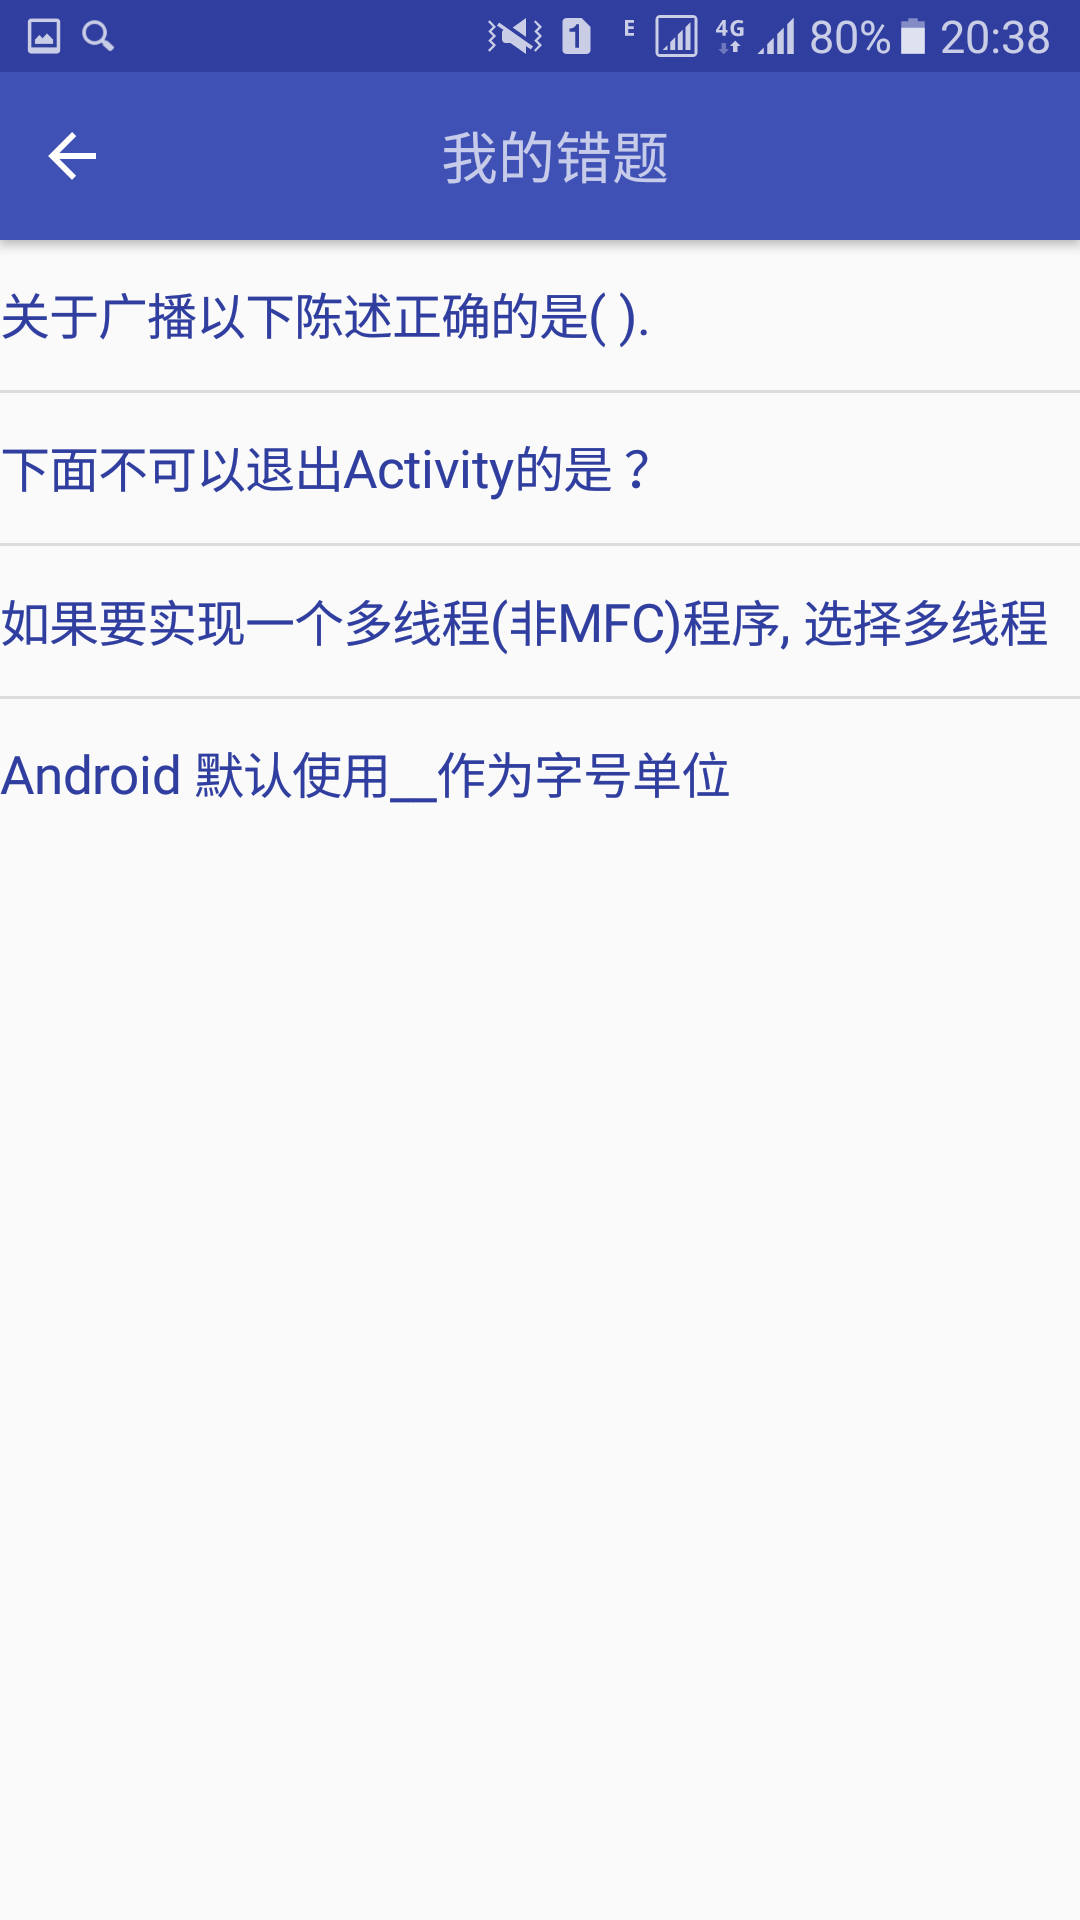 1 E 4G 80% 20:38
我的错题
关于广播以下陈述正确的是( ).
下面不可以退出Activity的是？
如果要实现一个多线程(非MFC)程序, 选择多线程
Android 默认使用__作为字号单位